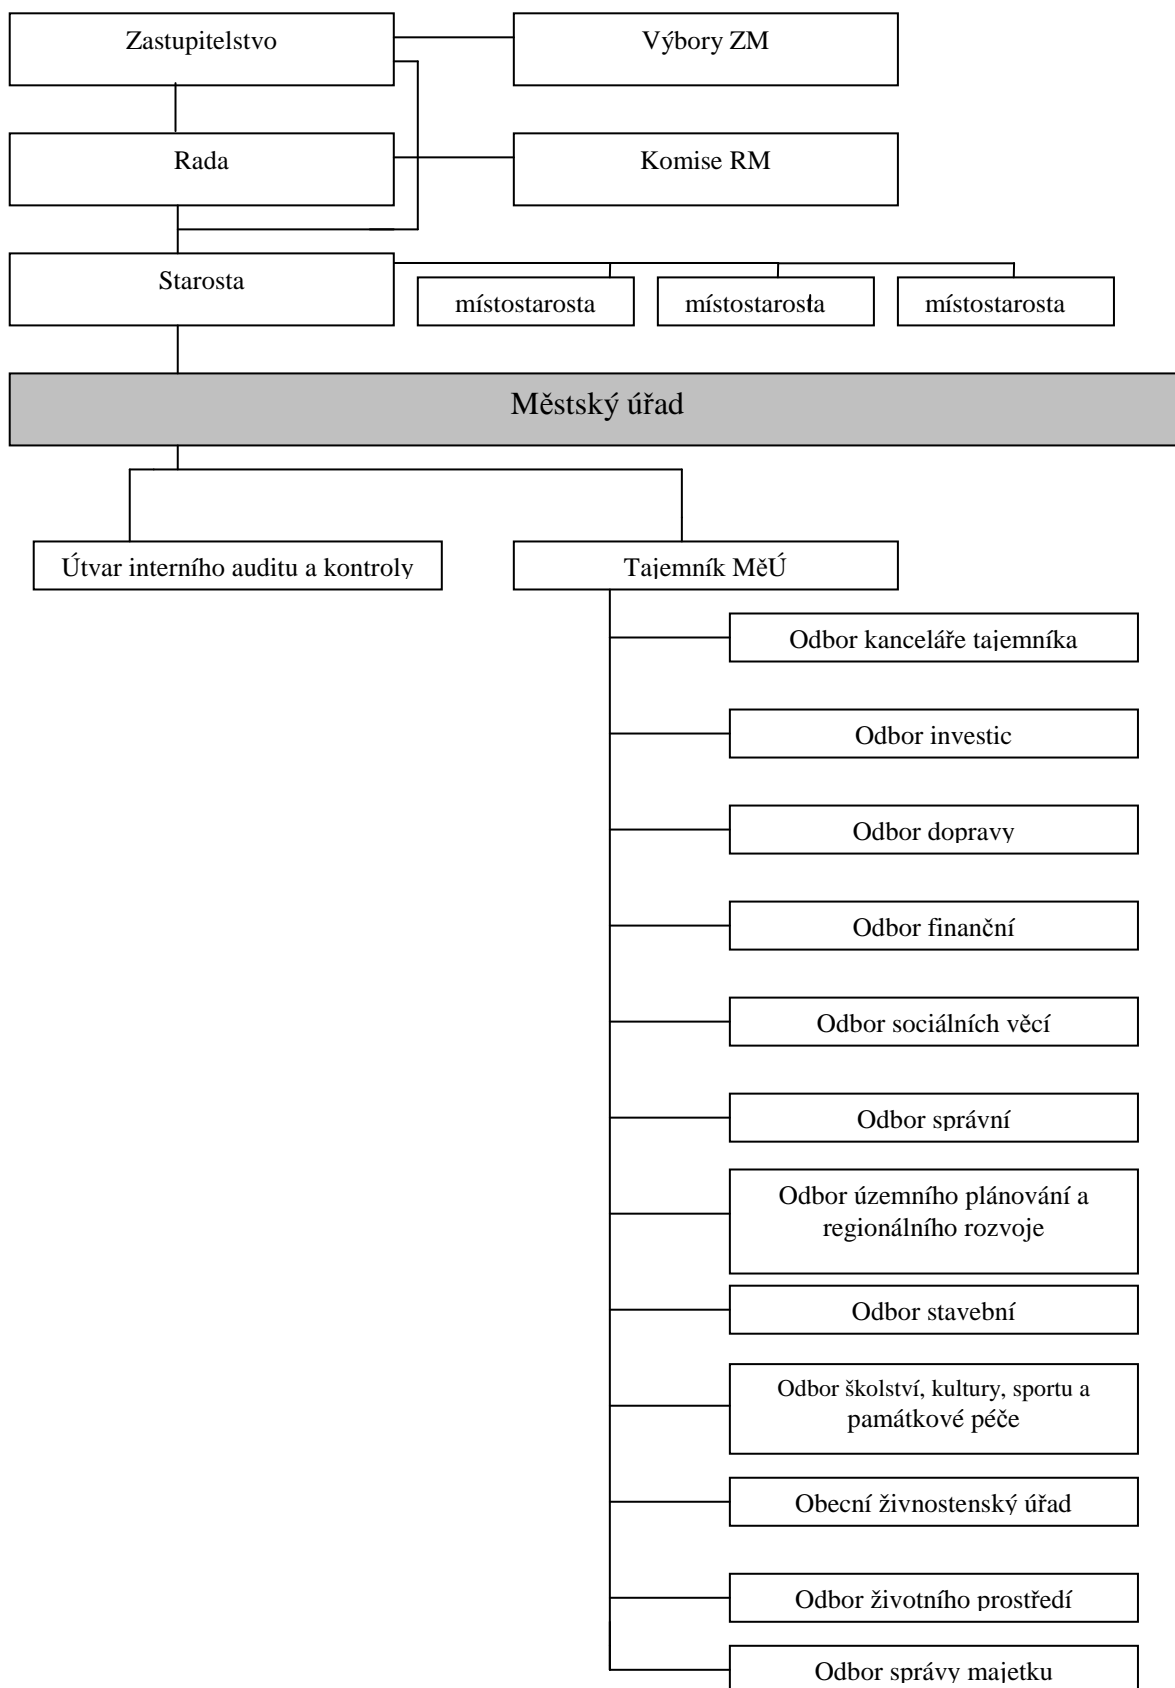 Zastupitelstvo
Výbory ZM
Rada
Komise RM
Starosta
místostarosta
místostarosta
místostarosta
Městský úřad
Útvar interního auditu a kontroly
Tajemník MěÚ
Odbor kanceláře tajemníka
Odbor investic
Odbor dopravy
Odbor finanční
Odbor sociálních věcí
Odbor správní
Odbor územního plánování a
regionálního rozvoje
Odbor stavební
Odbor školství, kultury, sportu a
památkové péče
Obecní živnostenský úřad
Odbor životního prostředí
Odbor správy majetku